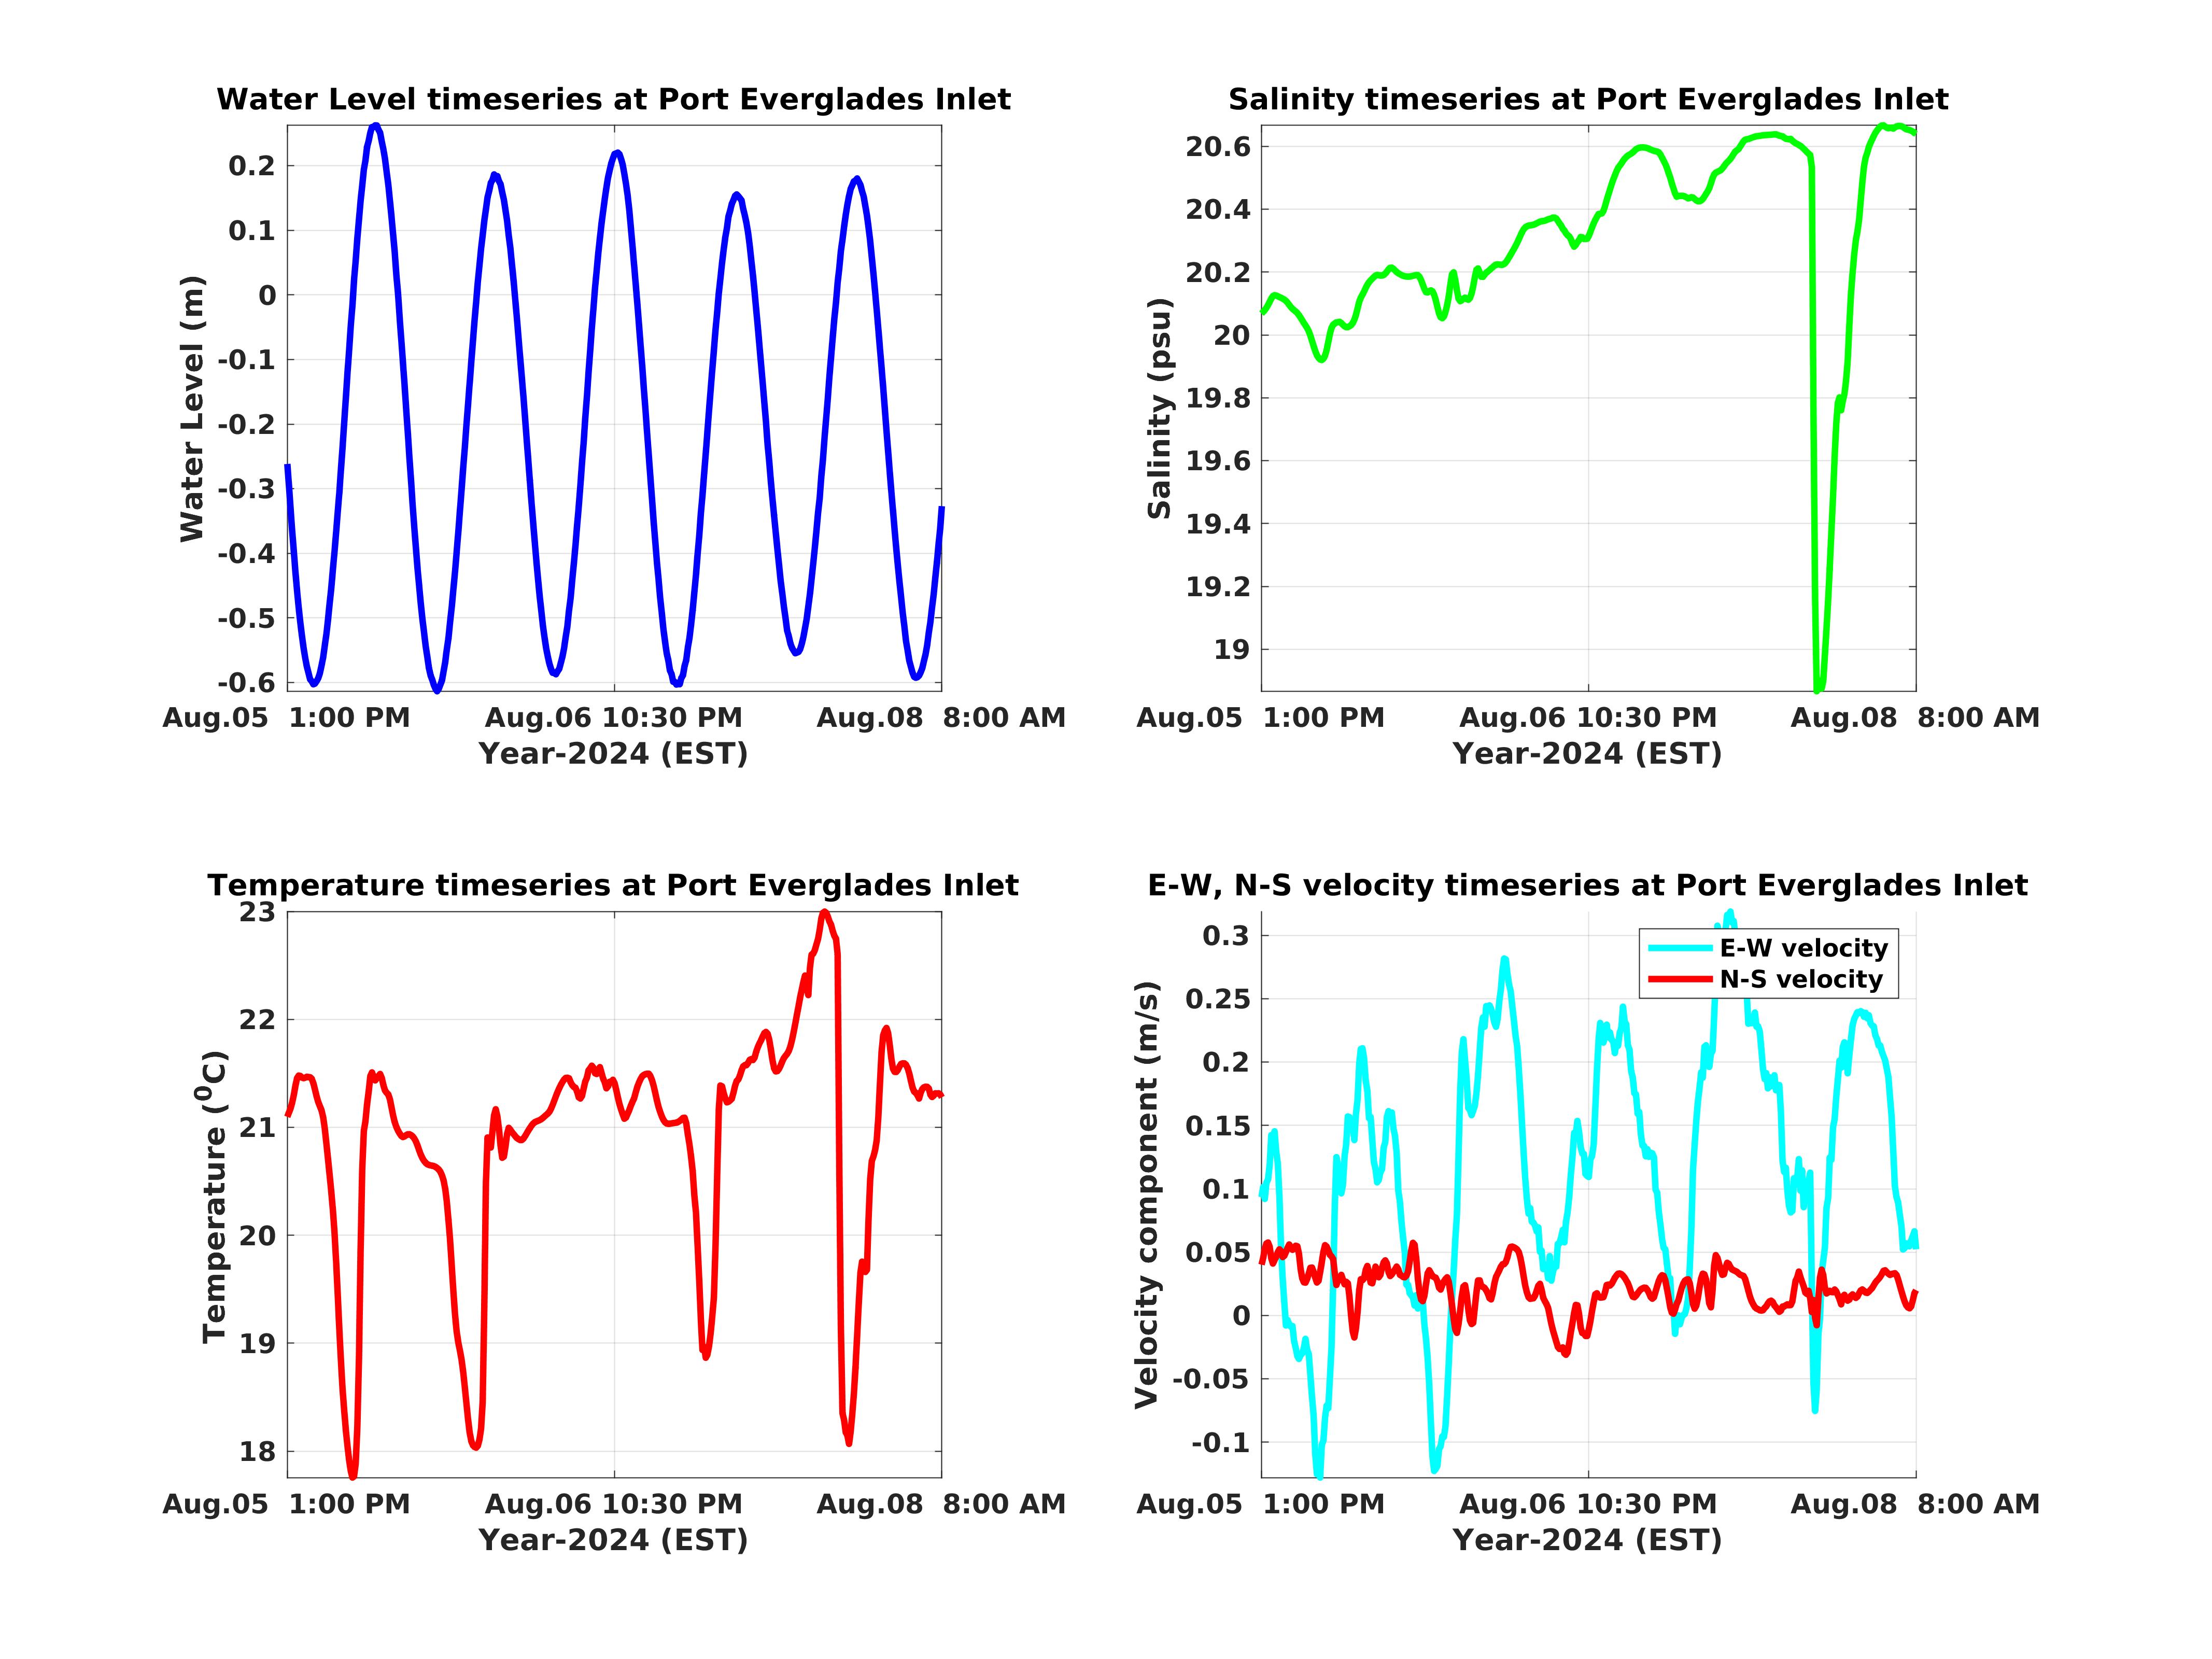 Water Level timeseries at Port Everglades Inlet
Water Level (m)
0.2
0.1
0
-0.1
-0.2
-0.3
-0.4
-0.5
-0.6
Aug.05 1:00 PM
Aug.06 10:30 PM
Aug.08 8:00 AM
Year-2024 (EST)
Salinity timeseries at Port Everglades Inlet
Salinity (psu)
20.6
20.4
20.2
20
19.8
19.6
19.4
19.2
19
Aug.05 1:00 PM
Aug.06 10:30 PM
Aug.08 8:00 AM
Year-2024 (EST)
Temperature timeseries at Port Everglades Inlet
Temperature (⁰C)
23
22
21
20
19
18
Aug.05 1:00 PM
Aug.06 10:30 PM
Aug.08 8:00 AM
Year-2024 (EST)
E-W, N-S velocity timeseries at Port Everglades Inlet
Velocity component (m/s)
0.3
0.25
0.2
0.15
0.1
0.05
0
-0.05
-0.1
E-W velocity
N-S velocity
Aug.05 1:00 PM
Aug.06 10:30 PM
Aug.08 8:00 AM
Year-2024 (EST)